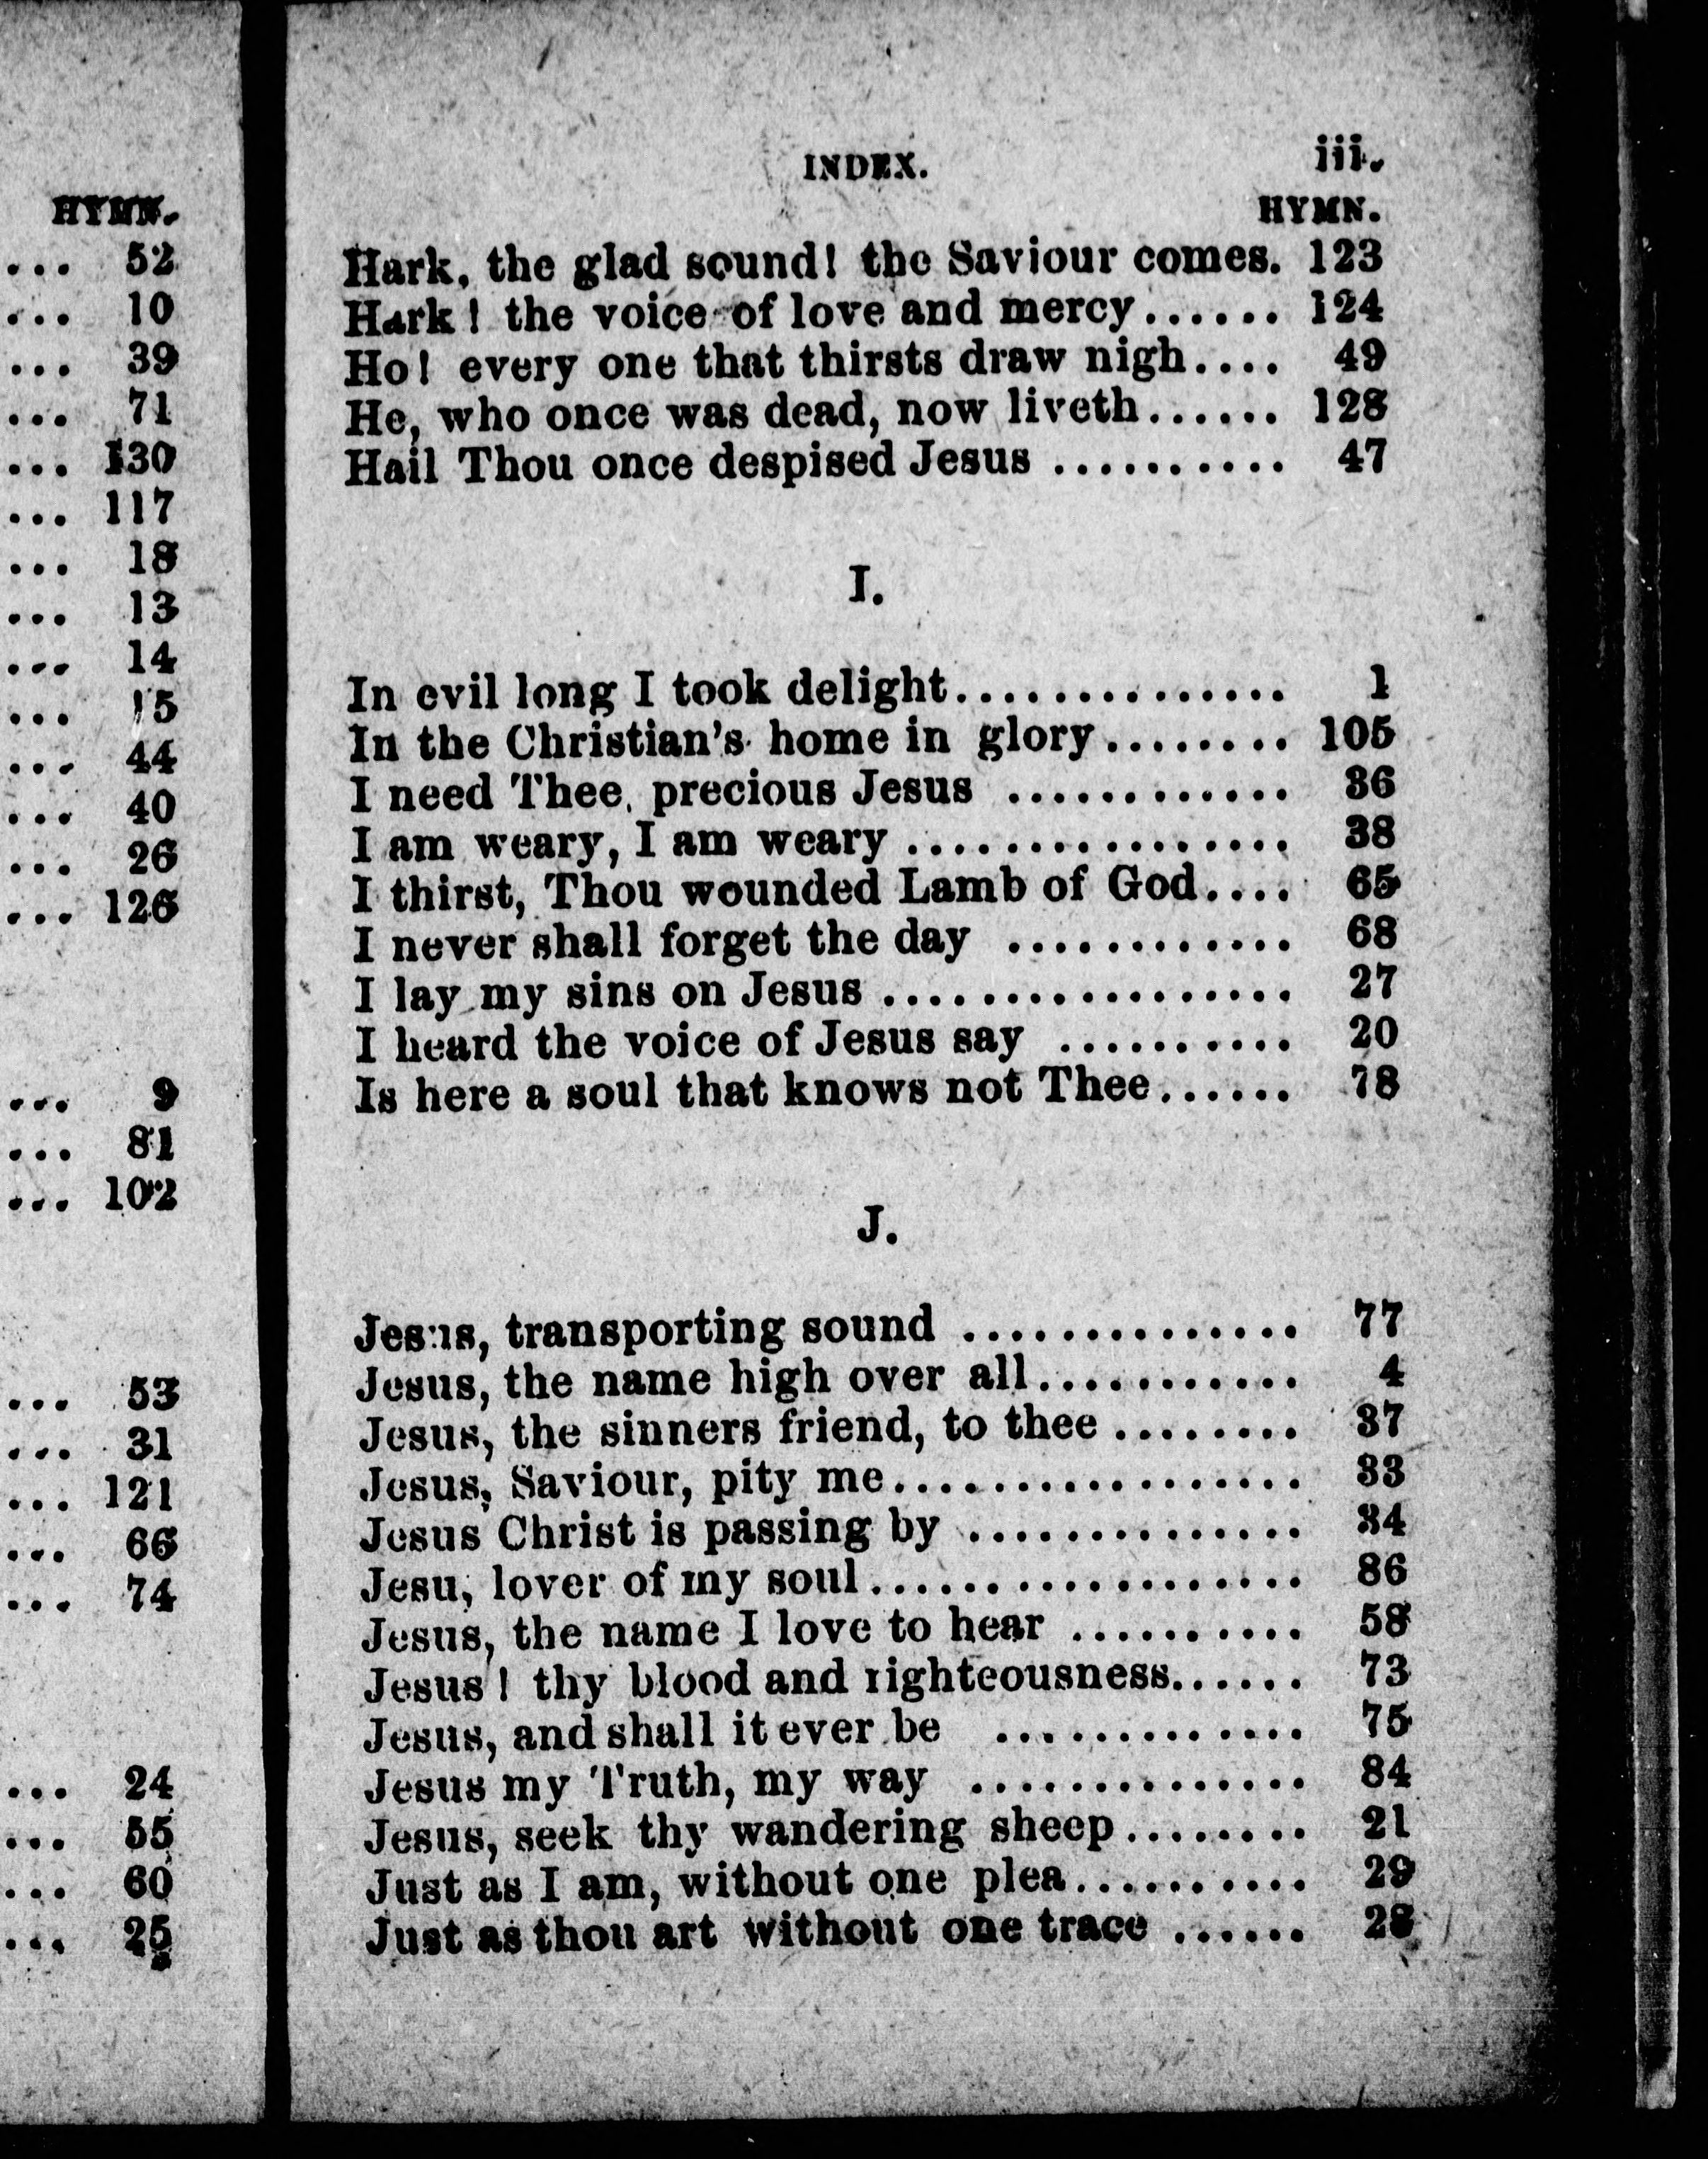 HYMN.
... 52
... 10
... 39
... 71
... 130
... 117
... 18
... 13
... 14
... 15
... 44
... 40
... 26
... 126
... 9
... 81
... 102
... 53
... 31
... 121
... 66
... 74
... 24
... 55
... 60
... 25
INDEX. iii.
HYMN.
Hark, the glad sound! the Saviour comes. 123
Hark! the voice of love and mercy...... 124
Ho! every one that thirsts draw nigh.... 49
He, who once was dead, now liveth...... 128
Hail Thou once despised Jesus .......... 47
I.
In evil long I took delight.............. 1
In the Christian's home in glory........ 105
I need Thee, precious Jesus ............ 36
I am weary, I am weary ................ 38
I thirst, Thou wounded Lamb of God.... 65
I never shall forget the day ............ 68
I lay my sins on Jesus ................. 27
I heard the voice of Jesus say .......... 20
Is here a soul that knows not Thee...... 78
J.
Jesus, transporting sound .............. 77
Jesus, the name high over all........... 4
Jesus, the sinners friend, to thee ........ 37
Jesus, Saviour, pity me................. 33
Jesus Christ is passing by .............. 34
Jesu, lover of my soul.................. 86
Jesus, the name I love to hear .......... 58
Jesus! thy blood and righteousness...... 73
Jesus, and shall it ever be ............. 75
Jesus my Truth, my way .............. 84
Jesus, seek thy wandering sheep........ 21
Just as I am, without one plea.......... 29
Just as thou art without one trace ...... 28